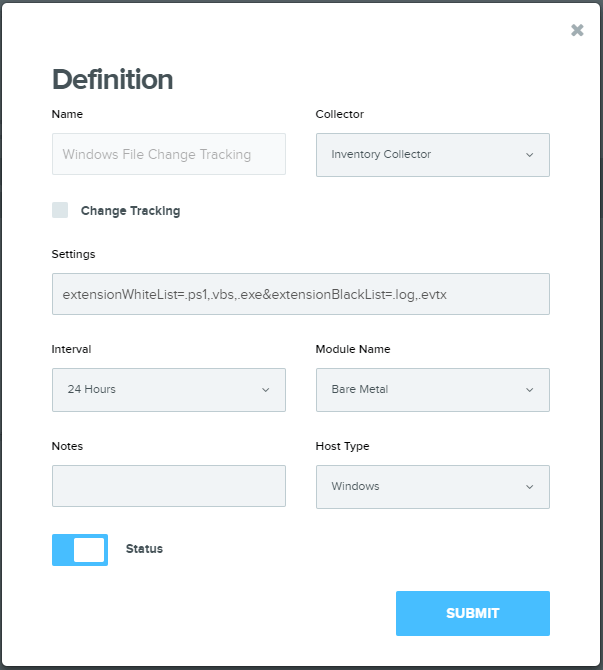 Definition
Name
Collector
Windows File Change Tracking
Inventory Collector
Change Tracking
Settings
extensionWhiteList=.ps1,.vbs,.exe&extensionBlackList=.log,.evtx
Interval
Module Name
24 Hours
Bare Metal
Notes
Host Type
Windows
Status
SUBMIT